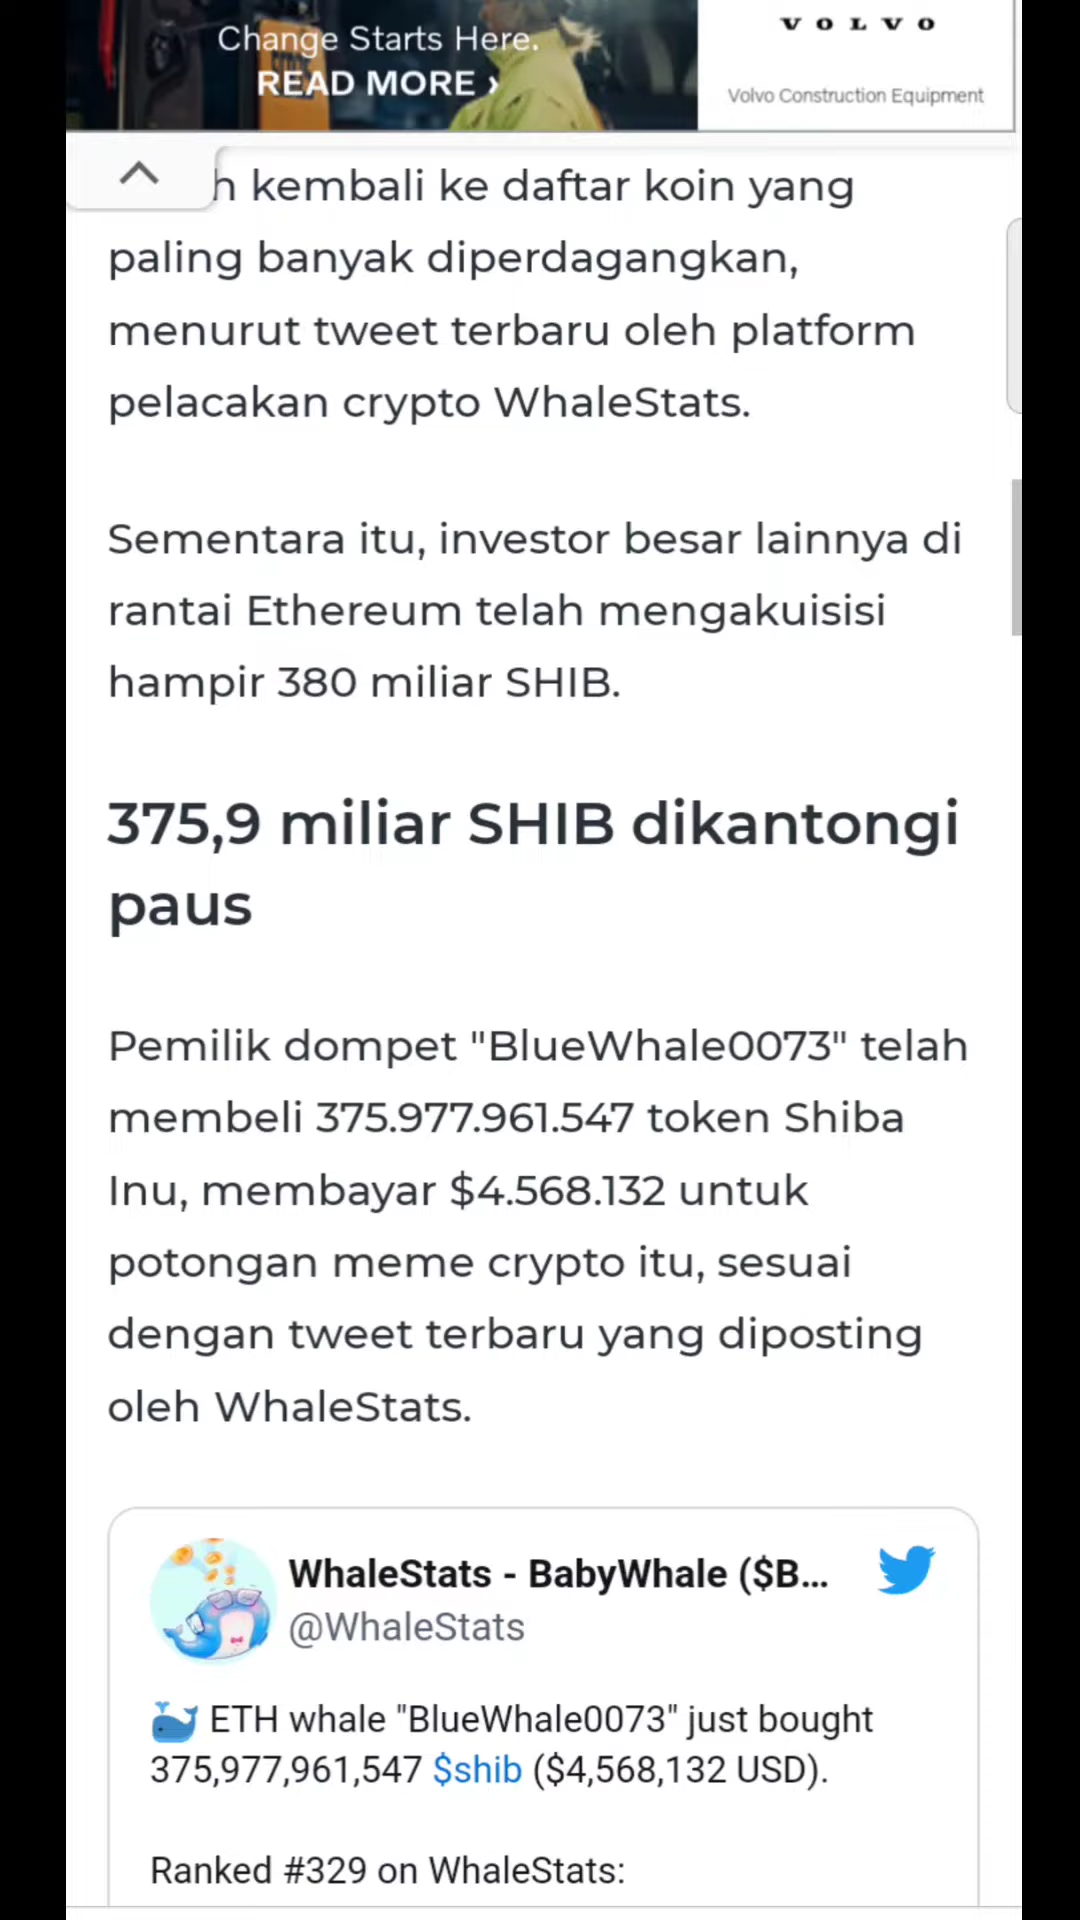 Change Starts Here.
READ MORE ›
VOLVO
Volvo Construction Equipment
kembali ke daftar koin yang
paling banyak diperdagangkan,
menurut tweet terbaru oleh platform
pelacakan crypto WhaleStats.
Sementara itu, investor besar lainnya di
rantai Ethereum telah mengakuisisi
hampir 380 miliar SHIB.
375,9 miliar SHIB dikantongi
paus
Pemilik dompet "BlueWhale0073" telah
membeli 375.977.961.547 token Shiba
Inu, membayar $4.568.132 untuk
potongan meme crypto itu, sesuai
dengan tweet terbaru yang diposting
oleh WhaleStats.
WhaleStats - BabyWhale ($B...
@WhaleStats
🐳 ETH whale "BlueWhale0073" just bought
375,977,961,547 $shib ($4,568,132 USD).
Ranked #329 on WhaleStats: